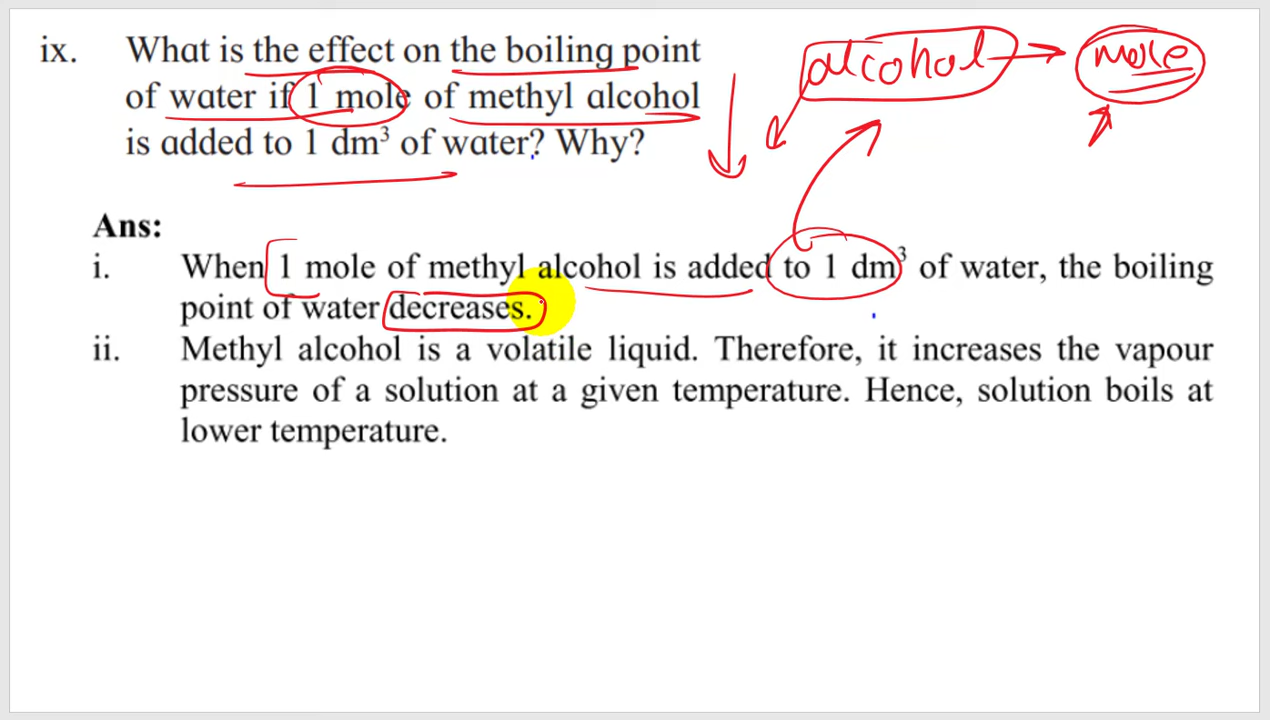 ix. What is the effect on the boiling point
of water if 1 mole of methyl alcohol
is added to 1 dm³ of water? Why?
alcohol → mole
Ans:
i. When 1 mole of methyl alcohol is added to 1 dm³ of water, the boiling
point of water decreases.
ii. Methyl alcohol is a volatile liquid. Therefore, it increases the vapour
pressure of a solution at a given temperature. Hence, solution boils at
lower temperature.